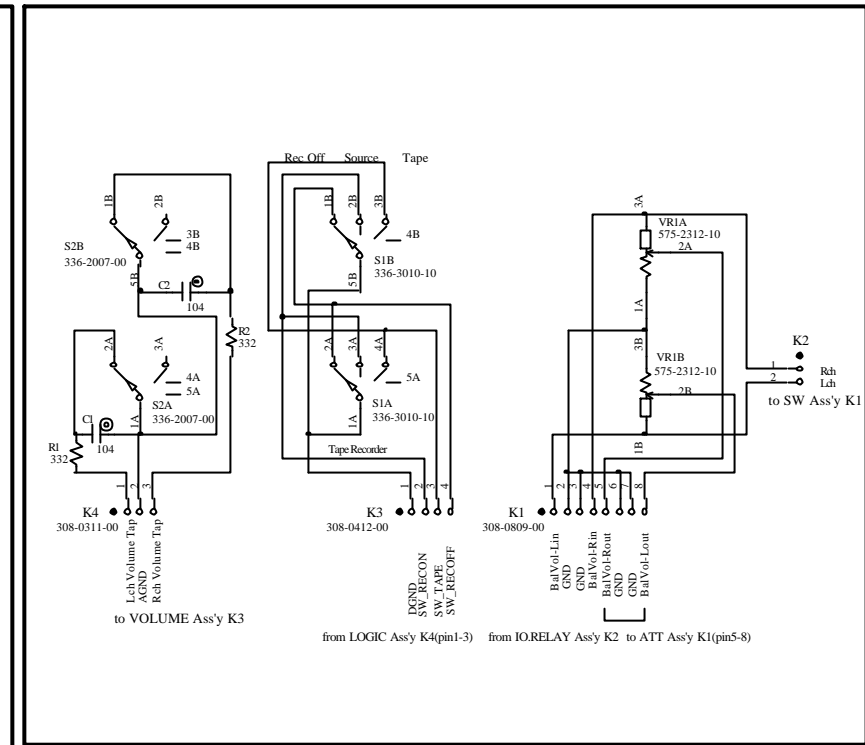 Rec Off Source Tape
1B
2B
3B
4B
S2B
336-2007-00
5B
C2
104
R2
332
2A
3A
4A
5A
S2A
336-2007-00
1A
C1
104
R1
332
1 2 3
K4
308-0311-00
Lch Volume Tap
AGND
Rch Volume Tap
to VOLUME Ass'y K3
1B
2B
3B
4B
S1B
336-3010-10
5B
2A
3A
4A
5A
S1A
336-3010-10
1A
Tape Recorder
1 2 3 4
K3
308-0412-00
DGND
SW_RECON
SW_TAPE
SW_RECOFF
from LOGIC Ass'y K4(pin1-3)
3A
VR1A
575-2312-10
2A
1A
3B
VR1B
575-2312-10
2B
1B
K2
1 Rch
2 Lch
to SW Ass'y K1
1 2 3 4 5 6 7 8
K1
308-0809-00
BalVol-Lin
GND
GND
BalVol-Rin
BalVol-Rout
GND
GND
BalVol-Lout
from IO.RELAY Ass'y K2 to ATT Ass'y K1(pin5-8)